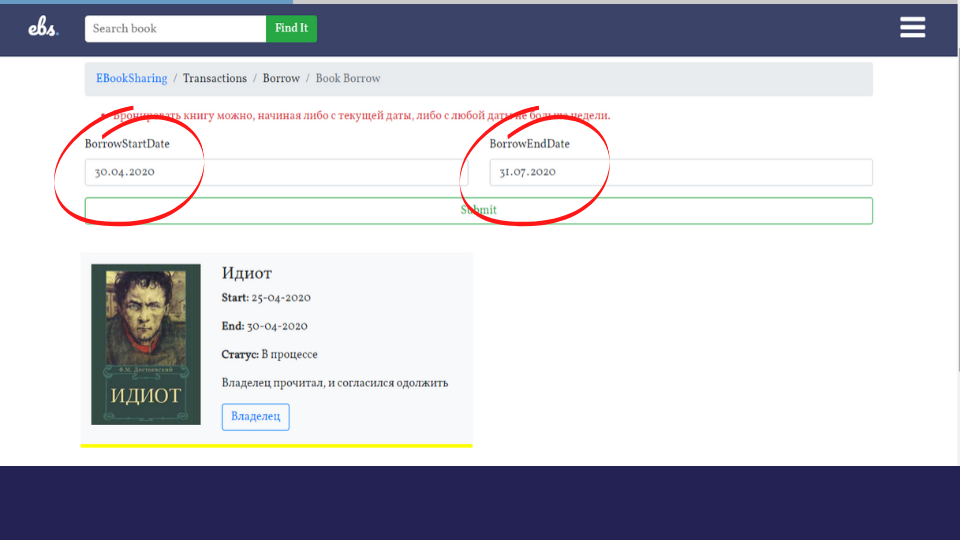 ebs.
Search book
Find It
EBookSharing / Transactions / Borrow / Book Borrow
Бронировать книгу можно, начиная либо с текущей даты, либо с любой даты не больше недели.
BorrowStartDate
BorrowEndDate
30.04.2020
31.07.2020
Submit
Идиот
Start: 25-04-2020
End: 30-04-2020
Статус: В процессе
Владелец прочитал, и согласился одолжить
Владелец
Ф.М. Достоевский
ИДИОТ